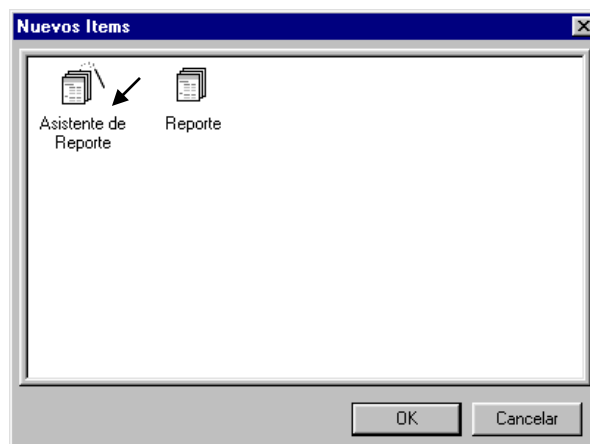 Nuevos Items
Asistente de
Reporte
Reporte
OK
Cancelar